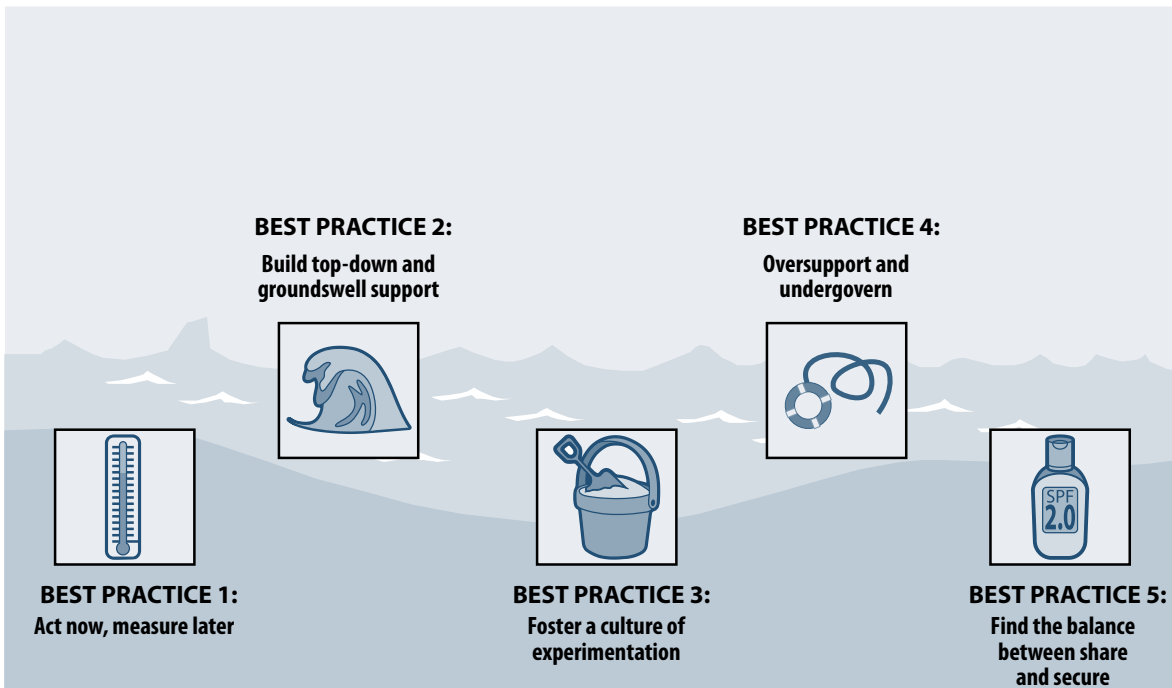 BEST PRACTICE 1:
Act now, measure later
BEST PRACTICE 2:
Build top-down and
groundswell support
BEST PRACTICE 3:
Foster a culture of
experimentation
BEST PRACTICE 4:
Oversupport and
undergovern
SPF
2.0
BEST PRACTICE 5:
Find the balance
between share
and secure